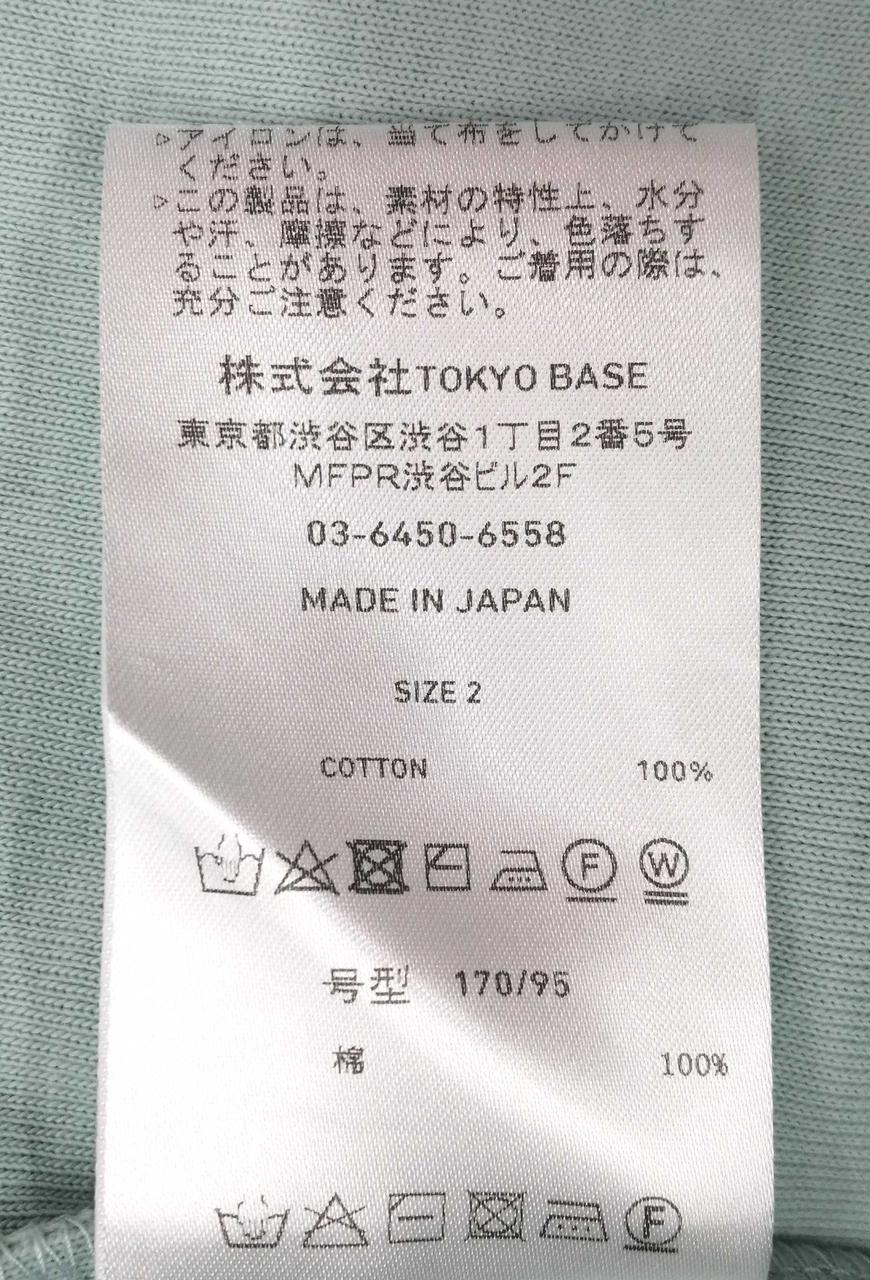 ▷アイロンは、当て布をしてかけて
ください。
▷この製品は、素材の特性上、水分
や汗、摩擦などにより、色落ちす
ることがあります。ご着用の際は、
充分ご注意ください。
株式会社TOKYO BASE
東京都渋谷区渋谷1丁目2番5号
MFPR渋谷ビル2F
03-6450-6558
MADE IN JAPAN
SIZE 2
COTTON 100%
F W
号型 170/95
棉 100%
F